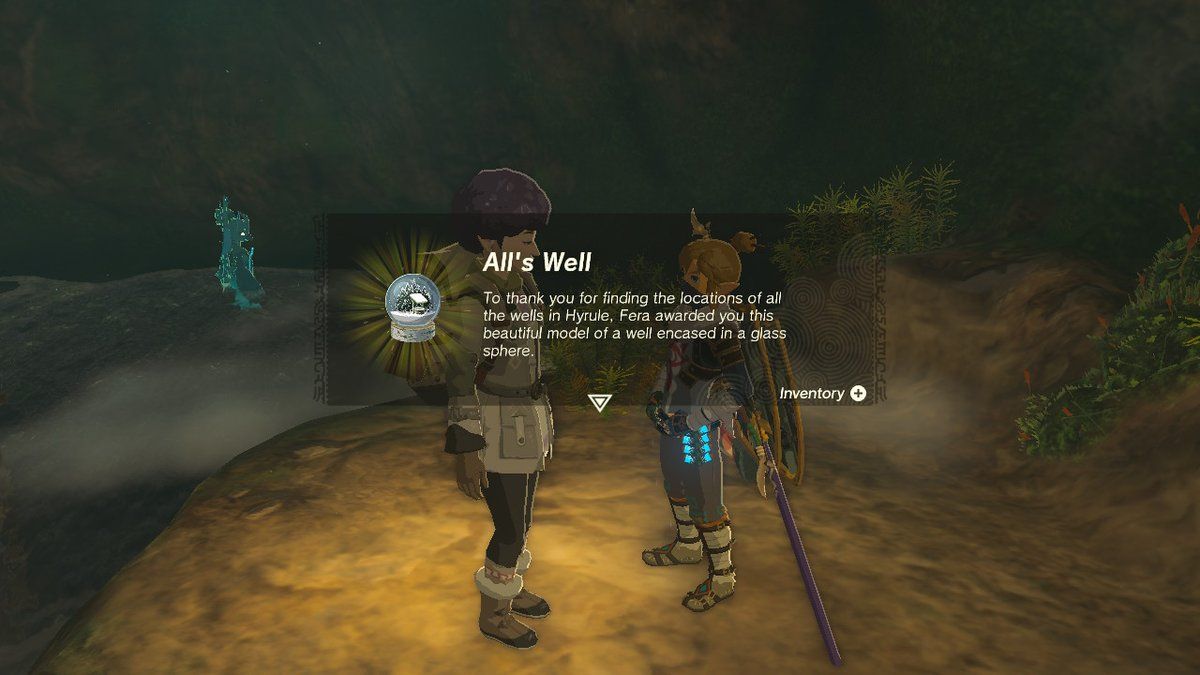 All's Well
To thank you for finding the locations of all
the wells in Hyrule, Fera awarded you this
beautiful model of a well encased in a glass
sphere.
Inventory +